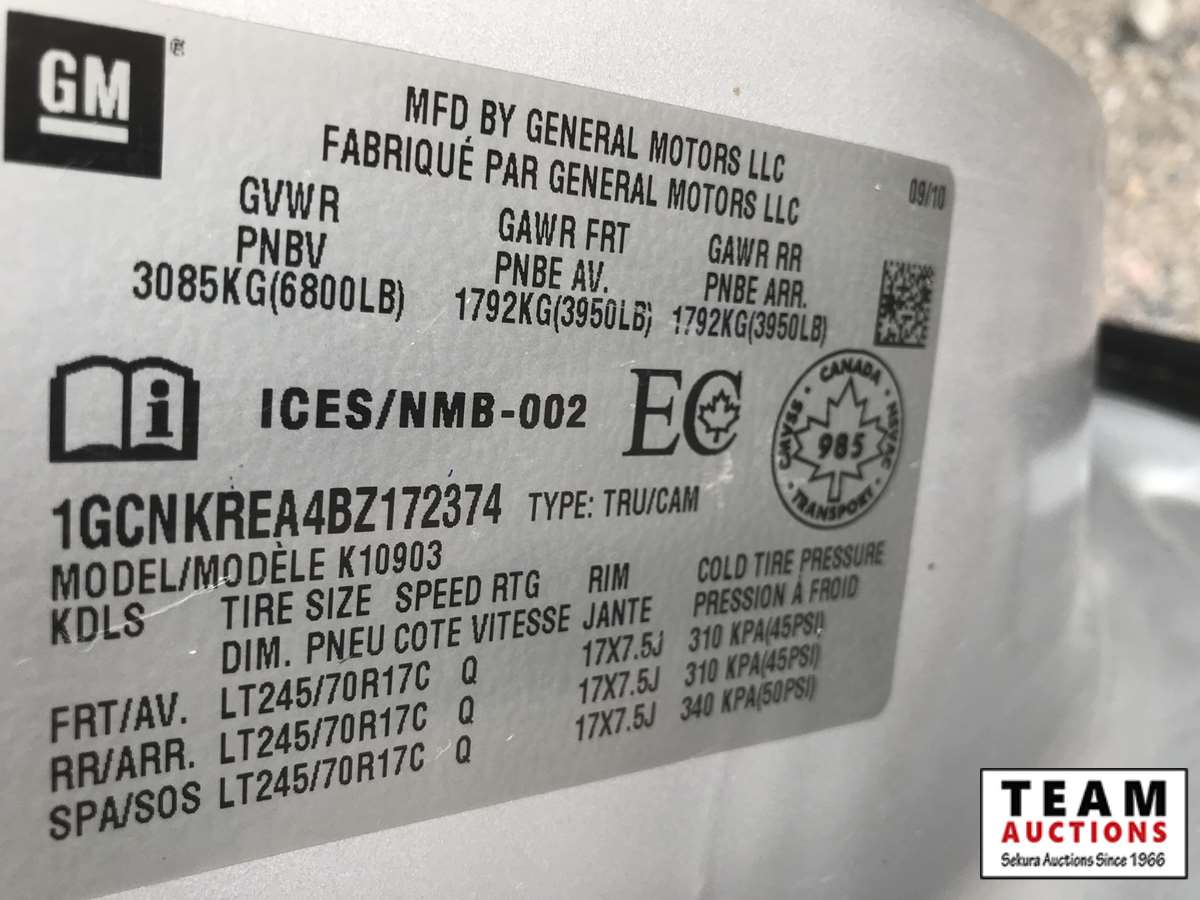 GM
MFD BY GENERAL MOTORS LLC
FABRIQUÉ PAR GENERAL MOTORS LLC
09/10
GVWR GAWR FRT GAWR RR
PNBV PNBE AV. PNBE ARR.
3085KG(6800LB) 1792KG(3950LB) 1792KG(3950LB)
i ICES/NMB-002 EC
CANADA
CMVSS 985 NSVAC
TRANSPORT
1GCNKREA4BZ172374 TYPE: TRU/CAM
MODEL/MODÈLE K10903
KDLS TIRE SIZE SPEED RTG RIM COLD TIRE PRESSURE
DIM. PNEU COTE VITESSE JANTE PRESSION À FROID
FRT/AV. LT245/70R17C Q 17X7.5J 310 KPA(45PSI)
RR/ARR. LT245/70R17C Q 17X7.5J 310 KPA(45PSI)
SPA/SOS LT245/70R17C Q 17X7.5J 340 KPA(50PSI)
TEAM
AUCTIONS
Sekura Auctions Since 1966